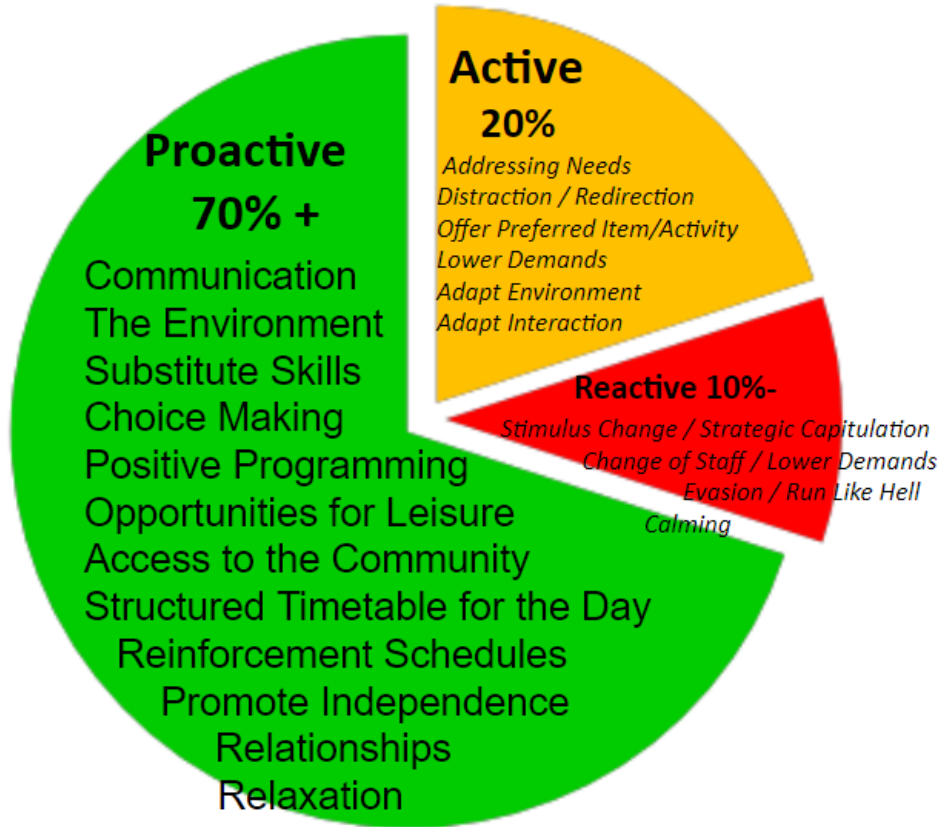 Proactive
70% +
Communication
The Environment
Substitute Skills
Choice Making
Positive Programming
Opportunities for Leisure
Access to the Community
Structured Timetable for the Day
Reinforcement Schedules
Promote Independence
Relationships
Relaxation
Active
20%
Addressing Needs
Distraction / Redirection
Offer Preferred Item/Activity
Lower Demands
Adapt Environment
Adapt Interaction
Reactive 10%-
Stimulus Change / Strategic Capitulation
Change of Staff / Lower Demands
Evasion / Run Like Hell
Calming